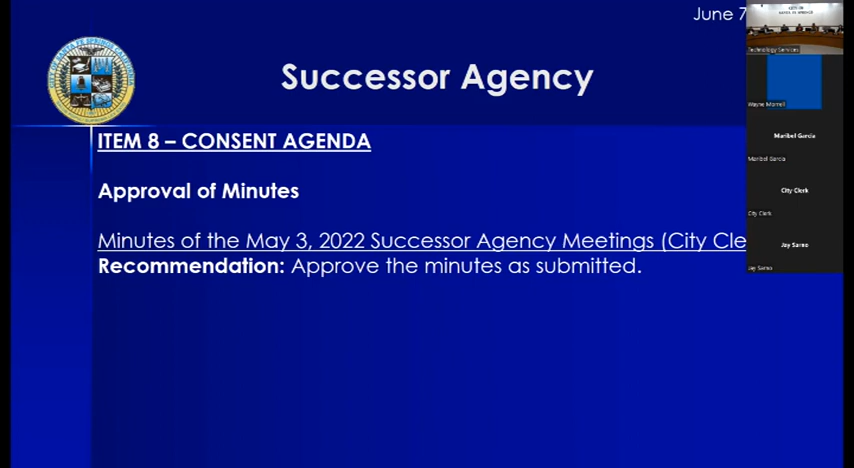 June 7
Successor Agency
ITEM 8 – CONSENT AGENDA
Approval of Minutes
Minutes of the May 3, 2022 Successor Agency Meetings (City Cle
Recommendation: Approve the minutes as submitted.
Technology Services
Wayne Morrell
Maribel Garcia
Maribel Garcia
City Clerk
City Clerk
Jay Sarno
Jay Sarno